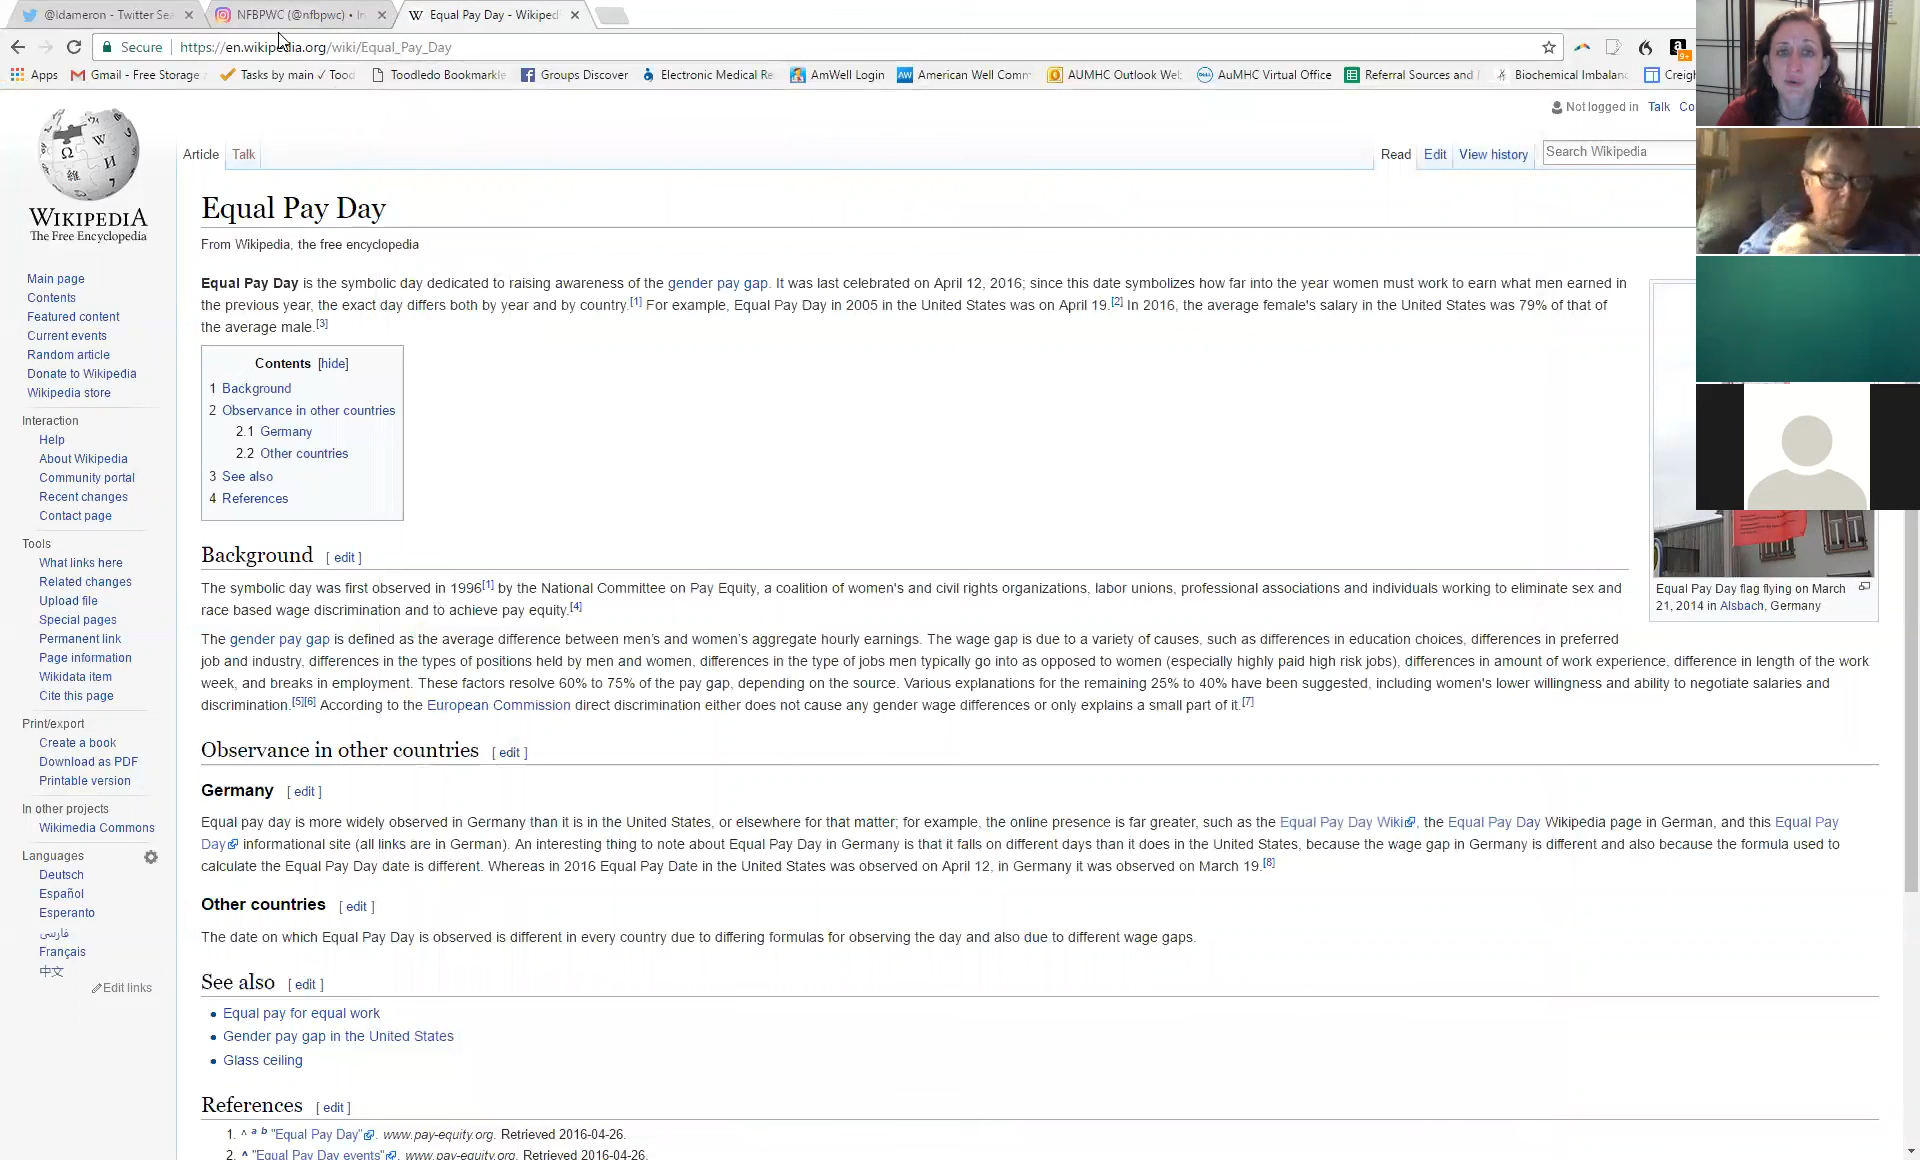 @ldameron - Twitter Sea
NFBPWC (@nfbpwc) • In
Equal Pay Day - Wikiped
Secure
https://en.wikipedia.org/wiki/Equal_Pay_Day
Apps
Gmail - Free Storage
Tasks by main ✓ Tood
Toodledo Bookmarkle
Groups Discover
Electronic Medical Re
AmWell Login
American Well Comm
AUMHC Outlook We
AuMHC Virtual Office
Referral Sources and
Biochemical Imbalan
Creigh
Not logged in
Talk
Co
Article
Talk
Read
Edit
View history
Search Wikipedia
WIKIPEDIA
The Free Encyclopedia
Main page
Contents
Featured content
Current events
Random article
Donate to Wikipedia
Wikipedia store
Interaction
Help
About Wikipedia
Community portal
Recent changes
Contact page
Tools
What links here
Related changes
Upload file
Special pages
Permanent link
Page information
Wikidata item
Cite this page
Print/export
Create a book
Download as PDF
Printable version
In other projects
Wikimedia Commons
Languages
Deutsch
Español
Esperanto
فارسی
Français
中文
Edit links
Equal Pay Day
From Wikipedia, the free encyclopedia
Equal Pay Day is the symbolic day dedicated to raising awareness of the gender pay gap. It was last celebrated on April 12, 2016; since this date symbolizes how far into the year women must work to earn what men earned in
the previous year, the exact day differs both by year and by country.[1] For example, Equal Pay Day in 2005 in the United States was on April 19.[2] In 2016, the average female's salary in the United States was 79% of that of
the average male.[3]
Contents [hide]
1 Background
2 Observance in other countries
2.1 Germany
2.2 Other countries
3 See also
4 References
Equal Pay Day flag flying on March
21, 2014 in Alsbach, Germany
Background [ edit ]
The symbolic day was first observed in 1996[1] by the National Committee on Pay Equity, a coalition of women's and civil rights organizations, labor unions, professional associations and individuals working to eliminate sex and
race based wage discrimination and to achieve pay equity.[4]
The gender pay gap is defined as the average difference between men's and women's aggregate hourly earnings. The wage gap is due to a variety of causes, such as differences in education choices, differences in preferred
job and industry, differences in the types of positions held by men and women, differences in the type of jobs men typically go into as opposed to women (especially highly paid high risk jobs), differences in amount of work experience, difference in length of the work
week, and breaks in employment. These factors resolve 60% to 75% of the pay gap, depending on the source. Various explanations for the remaining 25% to 40% have been suggested, including women's lower willingness and ability to negotiate salaries and
discrimination.[5][6] According to the European Commission direct discrimination either does not cause any gender wage differences or only explains a small part of it.[7]
Observance in other countries [ edit ]
Germany [ edit ]
Equal pay day is more widely observed in Germany than it is in the United States, or elsewhere for that matter; for example, the online presence is far greater, such as the Equal Pay Day Wiki, the Equal Pay Day Wikipedia page in German, and this Equal Pay
Day informational site (all links are in German). An interesting thing to note about Equal Pay Day in Germany is that it falls on different days than it does in the United States, because the wage gap in Germany is different and also because the formula used to
calculate the Equal Pay Day date is different. Whereas in 2016 Equal Pay Date in the United States was observed on April 12, in Germany it was observed on March 19.[8]
Other countries [ edit ]
The date on which Equal Pay Day is observed is different in every country due to differing formulas for observing the day and also due to different wage gaps.
See also [ edit ]
Equal pay for equal work
Gender pay gap in the United States
Glass ceiling
References [ edit ]
1. ^ a b "Equal Pay Day". www.pay-equity.org. Retrieved 2016-04-26.
2. ^ "Equal Pay Day events". www.pay-equity.org. Retrieved 2016-04-26.